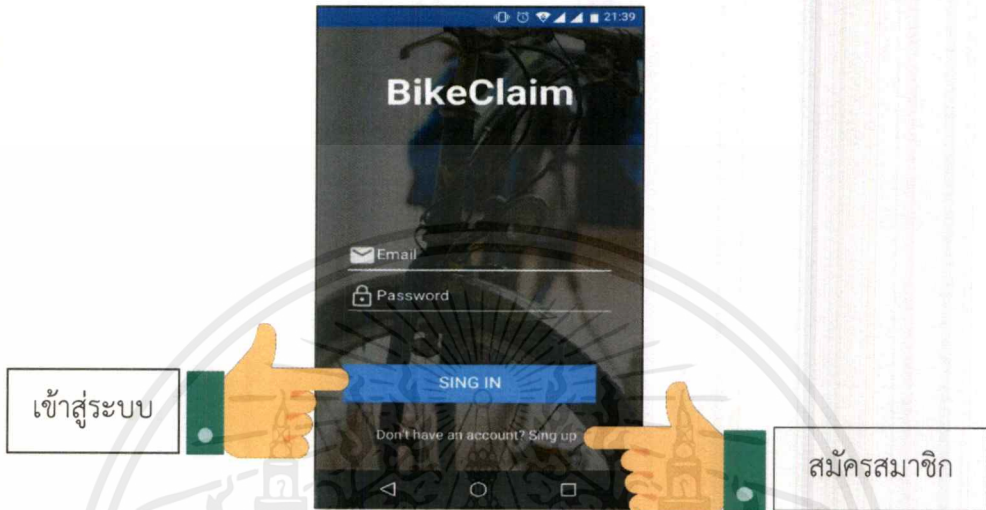 21:39
BikeClaim
Email
Password
SING IN
เข้าสู่ระบบ
Don't have an account? Sing up
สมัครสมาชิก